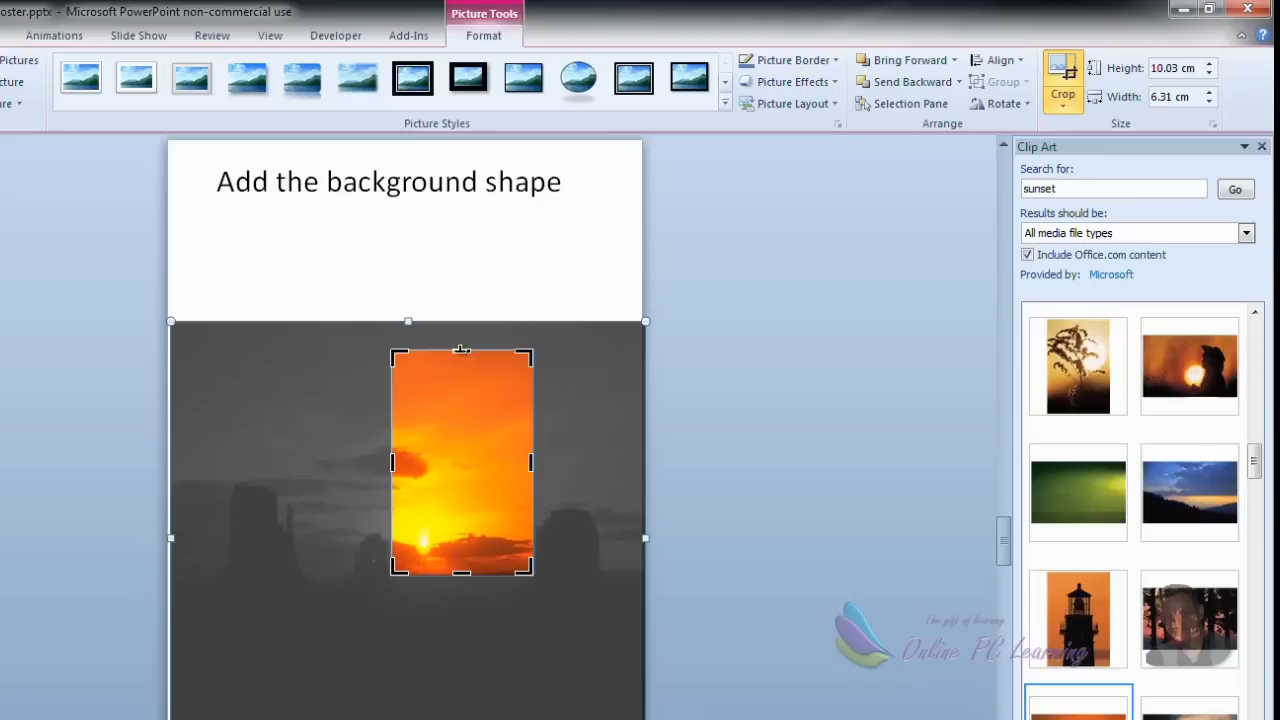 oster.pptx - Microsoft PowerPoint non-commercial use
Picture Tools
Animations Slide Show Review View Developer Add-Ins Format
Pictures
cture
re
Picture Border
Picture Effects
Picture Layout
Picture Styles
Bring Forward
Send Backward
Selection Pane
Align
Group
Rotate
Arrange
Crop
Height: 10.03 cm
Width: 6.31 cm
Size
Add the background shape
Clip Art
Search for:
sunset Go
Results should be:
All media file types
Include Office.com content
Provided by: Microsoft
The gift of learning
Online PC Learning